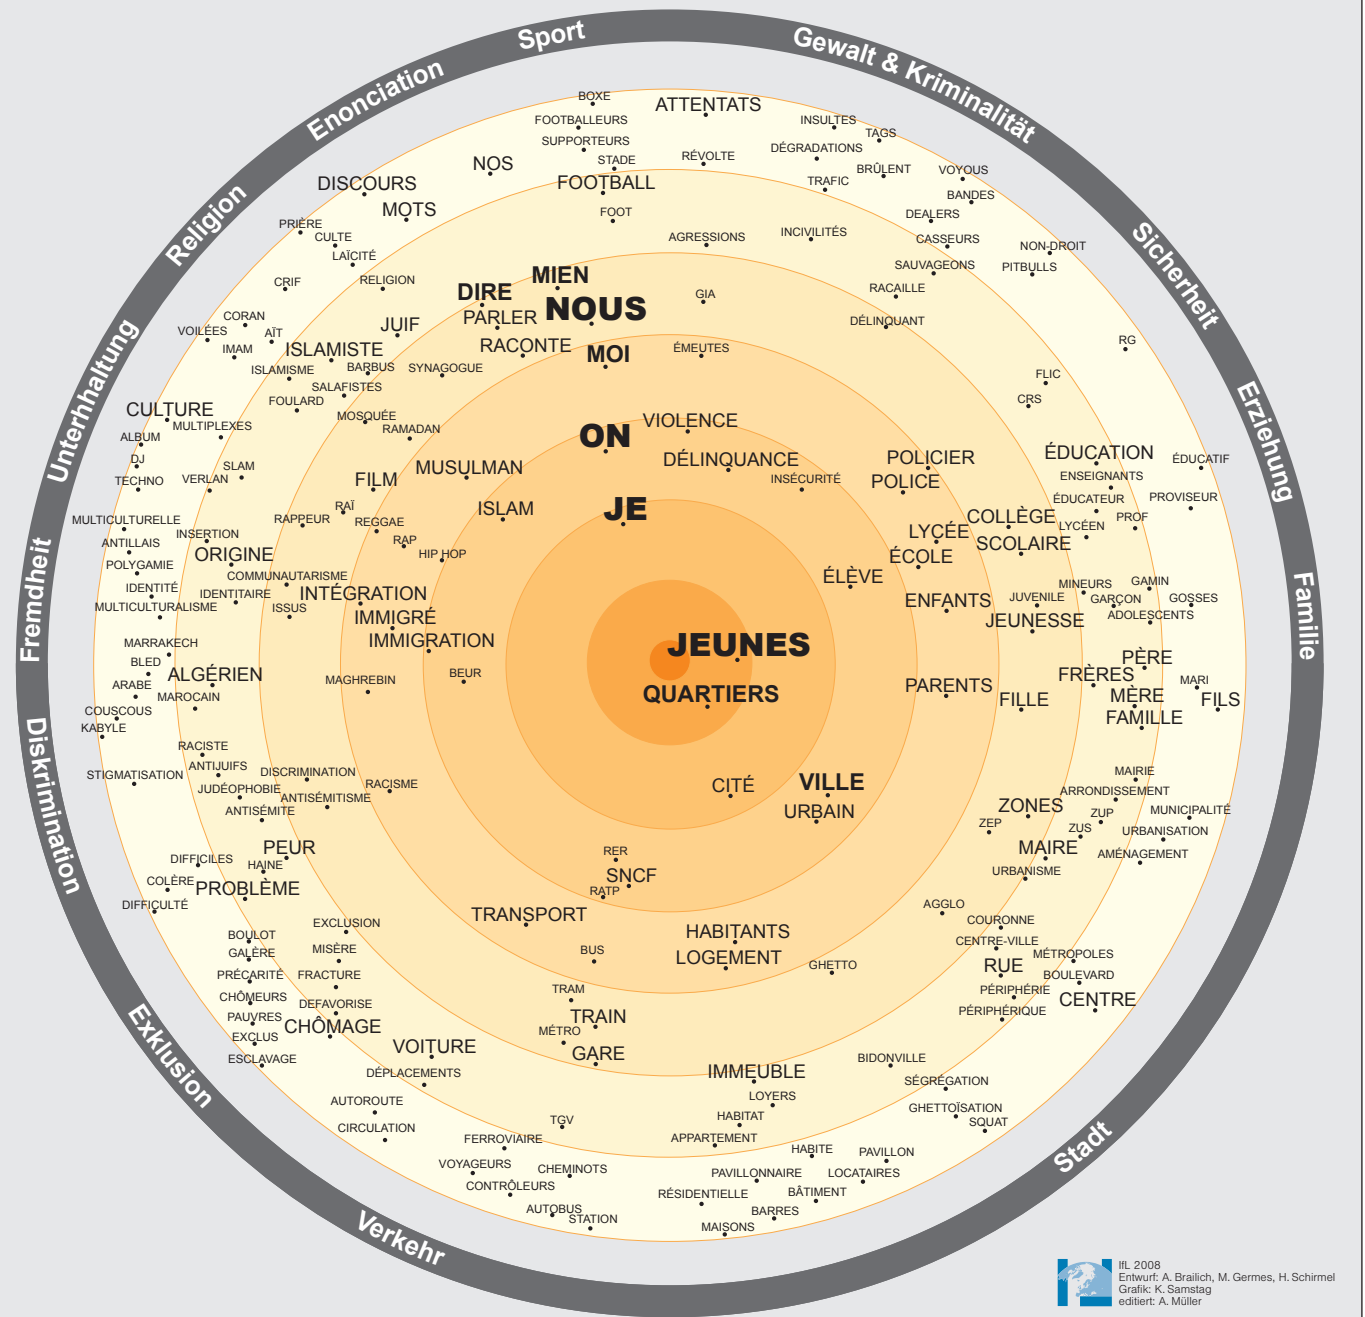 Sport
Gewalt & Kriminalität
Enonciation
Religion
Sicherheit
Unterhhaltung
Erziehung
Fremdheit
Familie
Diskrimination
Exklusion
Verkehr
Stadt
BOXE
ATTENTATS
FOOTBALLEURS
INSULTES
TAGS
SUPPORTEURS
DÉGRADATIONS
NOS
STADE
RÉVOLTE
BRÛLENT
VOYOUS
DISCOURS
FOOTBALL
TRAFIC
BANDES
MOTS
FOOT
DEALERS
PRIÈRE
CULTE
AGRESSIONS
INCIVILITÉS
CASSEURS
NON-DROIT
LAÏCITÉ
SAUVAGEONS
PITBULLS
CRIF
RELIGION
MIEN
DIRE
GIA
RACAILLE
NOUS
PARLER
CORAN
VOILÉES
AÏT
JUIF
DÉLINQUANT
IMAM
ISLAMISTE
RACONTE
MOI
ÉMEUTES
RG
ISLAMISME
BARBUS
SYNAGOGUE
FLIC
SALAFISTES
FOULARD
CRS
CULTURE
MOSQUÉE
MULTIPLEXES
RAMADAN
VIOLENCE
ALBUM
ON
DJ
SLAM
MUSULMAN
DÉLINQUANCE
POLICIER
ÉDUCATION
ÉDUCATIF
TECHNO
VERLAN
FILM
INSÉCURITÉ
POLICE
ENSEIGNANTS
ISLAM
JE
ÉDUCATEUR
PROVISEUR
MULTICULTURELLE
RAPPEUR
RAÏ
REGGAE
COLLÈGE
LYCÉEN
PROF
INSERTION
RAP
LYCÉE
ANTILLAIS
ORIGINE
HIP HOP
ÉCOLE
SCOLAIRE
POLYGAMIE
COMMUNAUTARISME
ÉLÈVE
MINEURS
GAMIN
IDENTITÉ
IDENTITAIRE
INTÉGRATION
ENFANTS
JUVENILE
GARÇON
GOSSES
MULTICULTURALISME
ISSUS
IMMIGRÉ
JEUNESSE
ADOLESCENTS
MARRAKECH
IMMIGRATION
JEUNES
PÈRE
BLED
ALGÉRIEN
MAGHREBIN
BEUR
QUARTIERS
PARENTS
FRÈRES
MARI
ARABE
MAROCAIN
FILLE
MÈRE
FILS
COUSCOUS
FAMILLE
KABYLE
RACISTE
ANTIJUIFS
STIGMATISATION
DISCRIMINATION
RACISME
CITÉ
VILLE
MAIRIE
JUDÉOPHOBIE
ANTISÉMITISME
ARRONDISSEMENT
ANTISÉMITE
URBAIN
ZONES
ZUP
MUNICIPALITÉ
ZEP
ZUS
URBANISATION
PEUR
RER
MAIRE
AMÉNAGEMENT
DIFFICILES
HAINE
SNCF
URBANISME
COLÈRE
PROBLÈME
RATP
DIFFICULTÉ
EXCLUSION
TRANSPORT
AGGLO
COURONNE
BOULOT
HABITANTS
CENTRE-VILLE
GALÈRE
MISÈRE
BUS
LOGEMENT
GHETTO
RUE
MÉTROPOLES
PRÉCARITÉ
FRACTURE
BOULEVARD
CHÔMEURS
DEFAVORISE
TRAM
PÉRIPHÉRIE
CENTRE
PAUVRES
CHÔMAGE
TRAIN
PÉRIPHÉRIQUE
EXCLUS
MÉTRO
ESCLAVAGE
VOITURE
GARE
BIDONVILLE
DÉPLACEMENTS
IMMEUBLE
SÉGRÉGATION
AUTOROUTE
LOYERS
GHETTOÏSATION
CIRCULATION
TGV
HABITAT
SQUAT
FERROVIAIRE
APPARTEMENT
HABITE
PAVILLON
VOYAGEURS
CHEMINOTS
PAVILLONNAIRE
LOCATAIRES
CONTRÔLEURS
RÉSIDENTIELLE
BÂTIMENT
AUTOBUS
STATION
BARRES
MAISONS
IfL 2008
Entwurf: A. Brailich, M. Germes, H. Schirmel
Grafik: K. Samstag
editiert: A. Müller